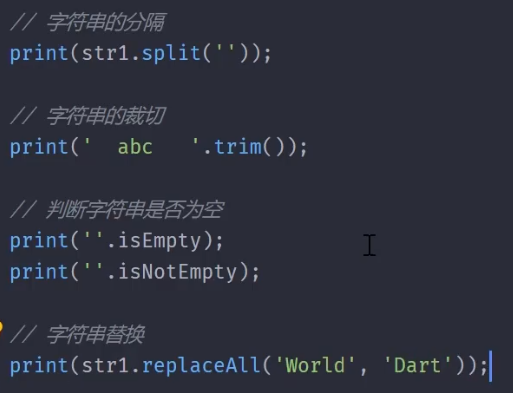 // 字符串的分隔
print(str1.split(''));
// 字符串的裁切
print('  abc   '.trim());
// 判断字符串是否为空
print(''.isEmpty);
print(''.isNotEmpty);
// 字符串替换
print(str1.replaceAll('World', 'Dart'));